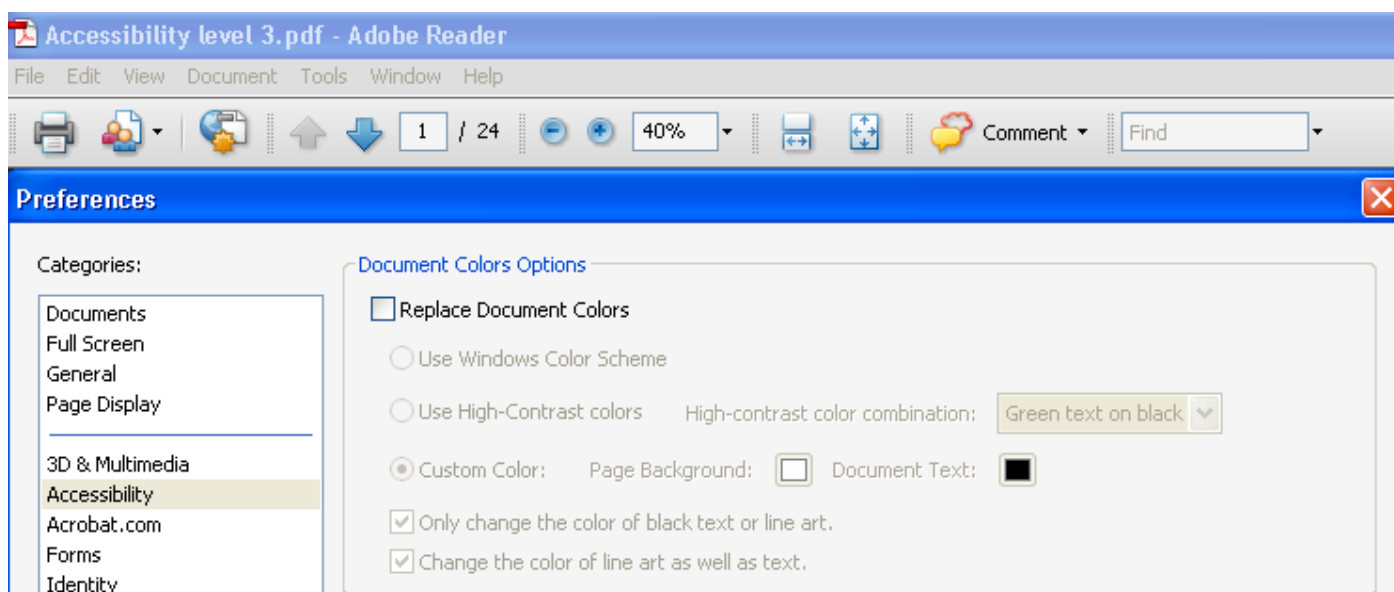 Accessibility level 3.pdf - Adobe Reader
File Edit View Document Tools Window Help
1 / 24 40% Comment Find
Preferences
Categories:
Documents
Full Screen
General
Page Display
3D & Multimedia
Accessibility
Acrobat.com
Forms
Identity
Document Colors Options
Replace Document Colors
Use Windows Color Scheme
Use High-Contrast colors High-contrast color combination: Green text on black
Custom Color: Page Background: Document Text:
Only change the color of black text or line art.
Change the color of line art as well as text.